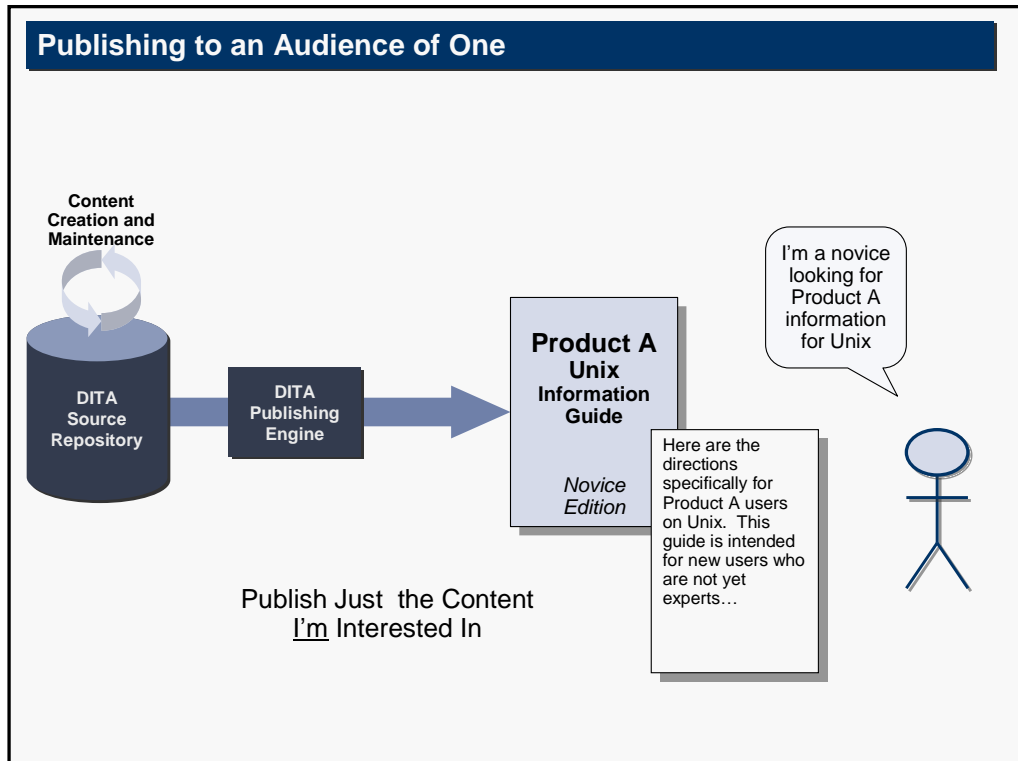 Publishing to an Audience of One
Content
Creation and
Maintenance
DITA
Source
Repository
DITA
Publishing
Engine
Product A
Unix
Information
Guide
Novice
Edition
Here are the
directions
specifically for
Product A users
on Unix.  This
guide is intended
for new users who
are not yet
experts…
I'm a novice
looking for
Product A
information
for Unix
Publish Just  the Content
I'm Interested In